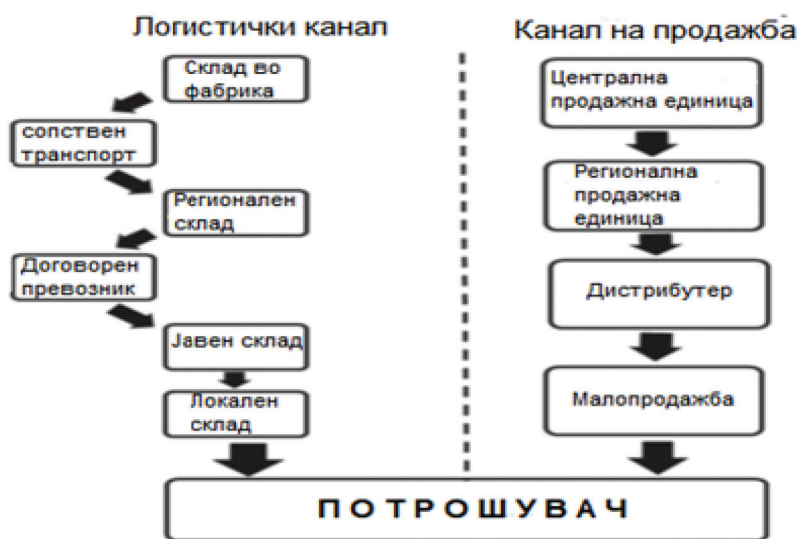 Логистички канал
Склад во
фабрика
сопствен
транспорт
Регионален
склад
Договорен
превозник
Јавен склад
Локален
склад
Канал на продажба
Централна
продажна единица
Регионална
продажна
единица
Дистрибутер
Малопродажба
ПОТРОШУВАЧ